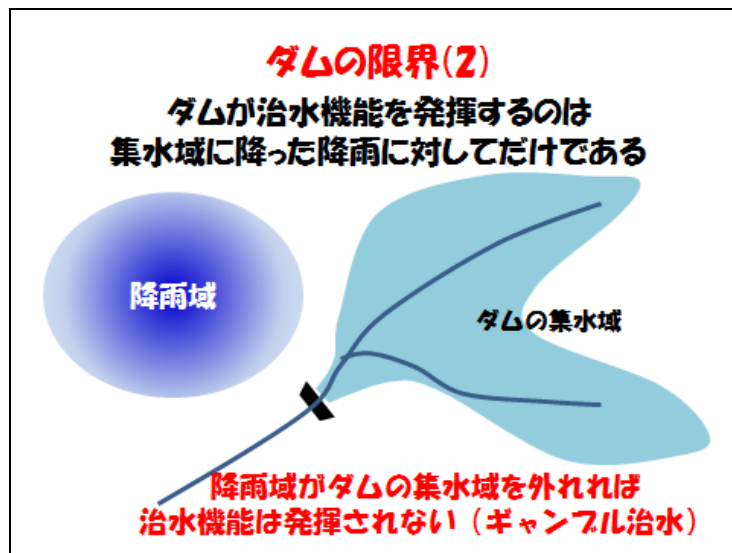 ダムの限界(2)
ダムが治水機能を発揮するのは
集水域に降った降雨に対してだけである
降雨域
ダムの集水域
降雨域がダムの集水域を外れれば
治水機能は発揮されない（ギャンブル治水）